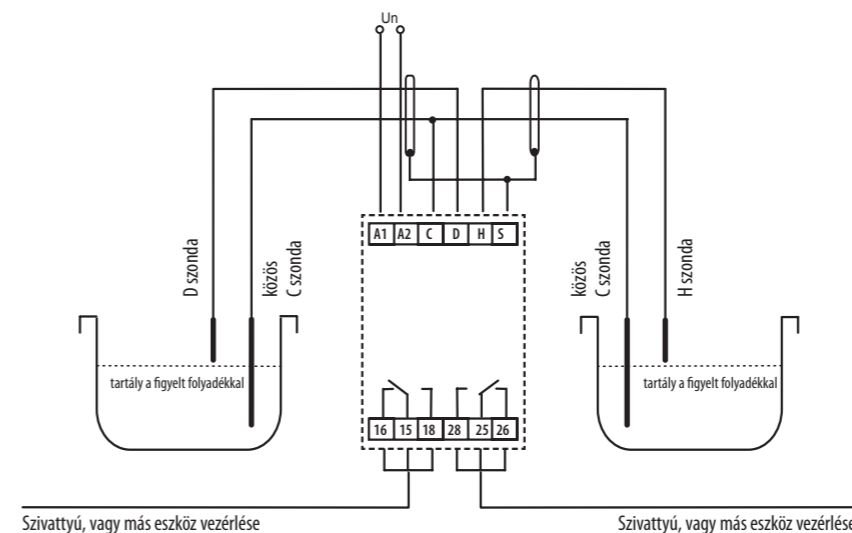 Un
A1 A2 C D H S
D szonda
közös
C szonda
közös
C szonda
H szonda
tartály a figyelt folyadékkal
tartály a figyelt folyadékkal
16 15 18 28 25 26
Szivattyú, vagy más eszköz vezérlése
Szivattyú, vagy más eszköz vezérlése